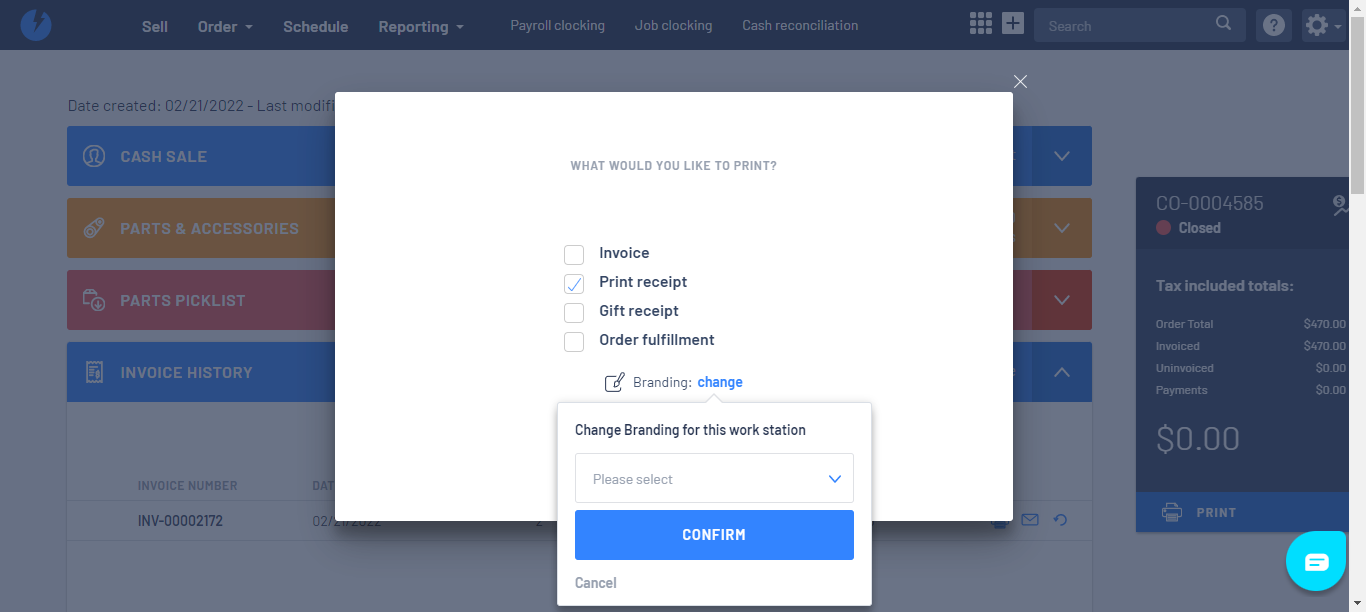 Sell Order Schedule Reporting Payroll clocking Job clocking Cash reconciliation Search
Date created: 02/21/2022 - Last modifi
CASH SALE
WHAT WOULD YOU LIKE TO PRINT?
CO-0004585
Closed
PARTS & ACCESSORIES
Invoice
Print receipt
Gift receipt
Order fulfillment
Tax included totals:
PARTS PICKLIST
Order Total $470.00
Invoiced $470.00
Uninvoiced $0.00
Payments $0.00
INVOICE HISTORY
Branding: change
$0.00
Change Branding for this work station
Please select
CONFIRM
Cancel
INVOICE NUMBER DAT
INV-00002172 02/21/2022
PRINT